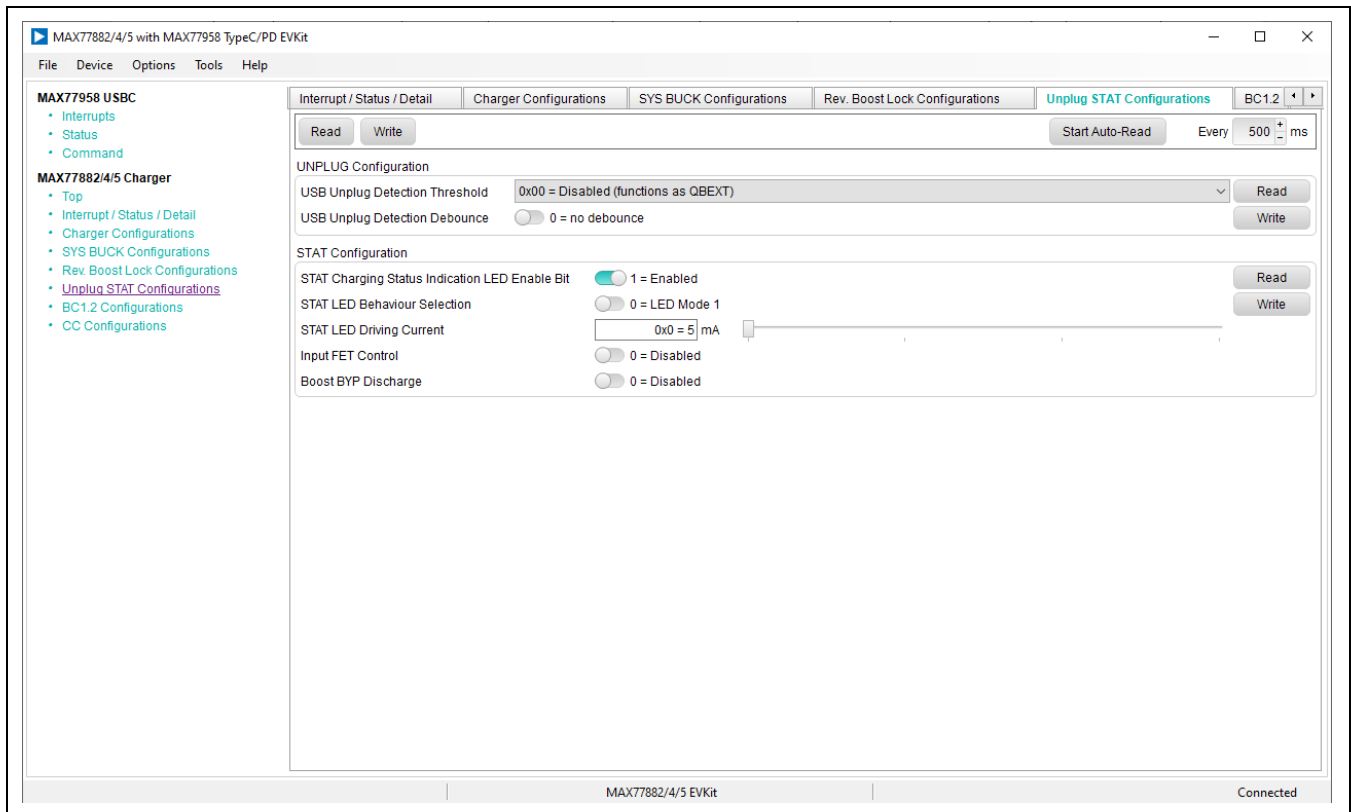 MAX77882/4/5 with MAX77958 TypeC/PD EVKit
File Device Options Tools Help
MAX77958 USBC
• Interrupts
• Status
• Command
MAX77882/4/5 Charger
• Top
• Interrupt / Status / Detail
• Charger Configurations
• SYS BUCK Configurations
• Rev. Boost Lock Configurations
• Unplug STAT Configurations
• BC1.2 Configurations
• CC Configurations
Interrupt / Status / Detail Charger Configurations SYS BUCK Configurations Rev. Boost Lock Configurations Unplug STAT Configurations BC1.2
Read Write Start Auto-Read Every 500 ms
UNPLUG Configuration
USB Unplug Detection Threshold 0x00 = Disabled (functions as QBEXT) Read
USB Unplug Detection Debounce 0 = no debounce Write
STAT Configuration
STAT Charging Status Indication LED Enable Bit 1 = Enabled Read
STAT LED Behaviour Selection 0 = LED Mode 1 Write
STAT LED Driving Current 0x0 = 5 mA
Input FET Control 0 = Disabled
Boost BYP Discharge 0 = Disabled
MAX77882/4/5 EVKit Connected